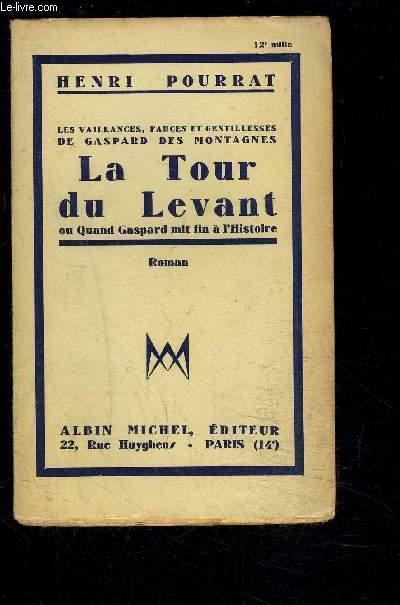 www.Le-Livre.com
12e mille
HENRI POURRAT
LES VAILLANCES, FARCES ET GENTILLESSES
DE GASPARD DES MONTAGNES
La Tour
du Levant
ou Quand Gaspard mit fin à l'Histoire
Roman
ALBIN MICHEL, ÉDITEUR
22, Rue Huyghens - PARIS (14e)